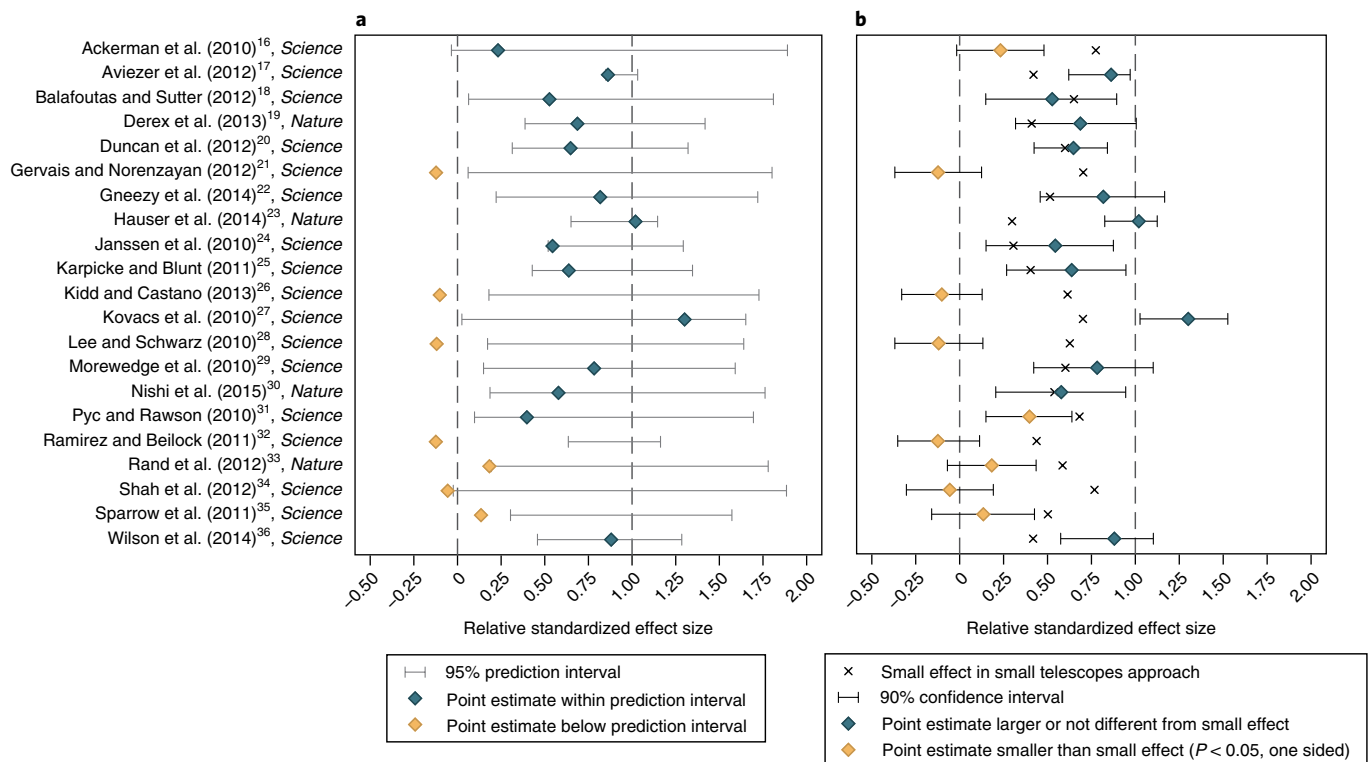 a
b
Ackerman et al. (2010)16, Science
Aviezer et al. (2012)17, Science
Balafoutas and Sutter (2012)18, Science
Derex et al. (2013)19, Nature
Duncan et al. (2012)20, Science
Gervais and Norenzayan (2012)21, Science
Gneezy et al. (2014)22, Science
Hauser et al. (2014)23, Nature
Janssen et al. (2010)24, Science
Karpicke and Blunt (2011)25, Science
Kidd and Castano (2013)26, Science
Kovacs et al. (2010)27, Science
Lee and Schwarz (2010)28, Science
Morewedge et al. (2010)29, Science
Nishi et al. (2015)30, Nature
Pyc and Rawson (2010)31, Science
Ramirez and Beilock (2011)32, Science
Rand et al. (2012)33, Nature
Shah et al. (2012)34, Science
Sparrow et al. (2011)35, Science
Wilson et al. (2014)36, Science
−0.50 −0.25 0 0.25 0.50 0.75 1.00 1.25 1.50 1.75 2.00
Relative standardized effect size
95% prediction interval
Point estimate within prediction interval
Point estimate below prediction interval
−0.50 −0.25 0 0.25 0.50 0.75 1.00 1.25 1.50 1.75 2.00
Relative standardized effect size
Small effect in small telescopes approach
90% confidence interval
Point estimate larger or not different from small effect
Point estimate smaller than small effect (P < 0.05, one sided)